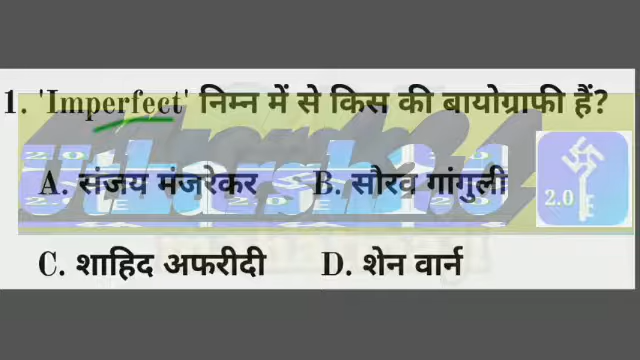 1. 'Imperfect' निम्न में से किस की बायोग्राफी हैं?
A. संजय मंजरेकर B. सौरव गांगुली
2.0
C. शाहिद अफरीदी D. शेन वार्न